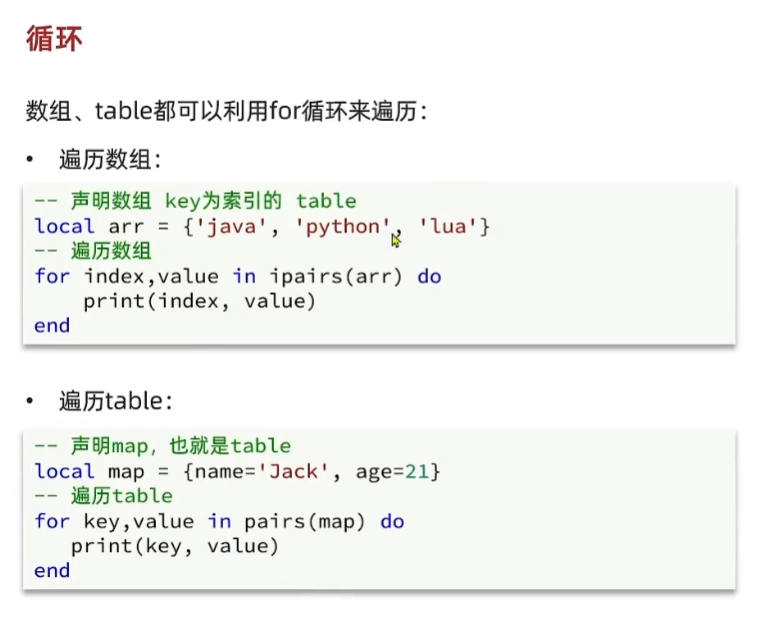 循环
数组、table都可以利用for循环来遍历：
• 遍历数组：
-- 声明数组 key为索引的 table
local arr = {'java', 'python', 'lua'}
-- 遍历数组
for index,value in ipairs(arr) do
    print(index, value)
end
• 遍历table：
-- 声明map，也就是table
local map = {name='Jack', age=21}
-- 遍历table
for key,value in pairs(map) do
   print(key, value)
end